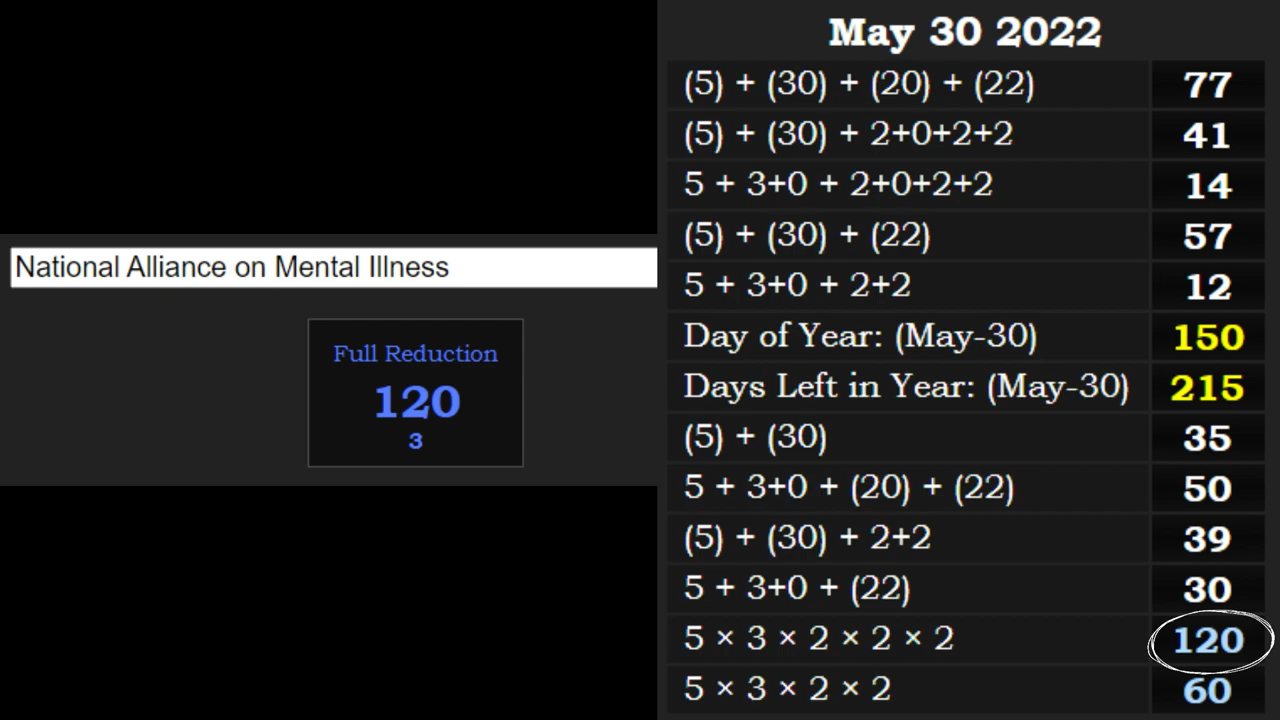 National Alliance on Mental Illness
Full Reduction
120
3
May 30 2022
(5) + (30) + (20) + (22) 77
(5) + (30) + 2+0+2+2 41
5 + 3+0 + 2+0+2+2 14
(5) + (30) + (22) 57
5 + 3+0 + 2+2 12
Day of Year: (May-30) 150
Days Left in Year: (May-30) 215
(5) + (30) 35
5 + 3+0 + (20) + (22) 50
(5) + (30) + 2+2 39
5 + 3+0 + (22) 30
5 × 3 × 2 × 2 × 2 120
5 × 3 × 2 × 2 60